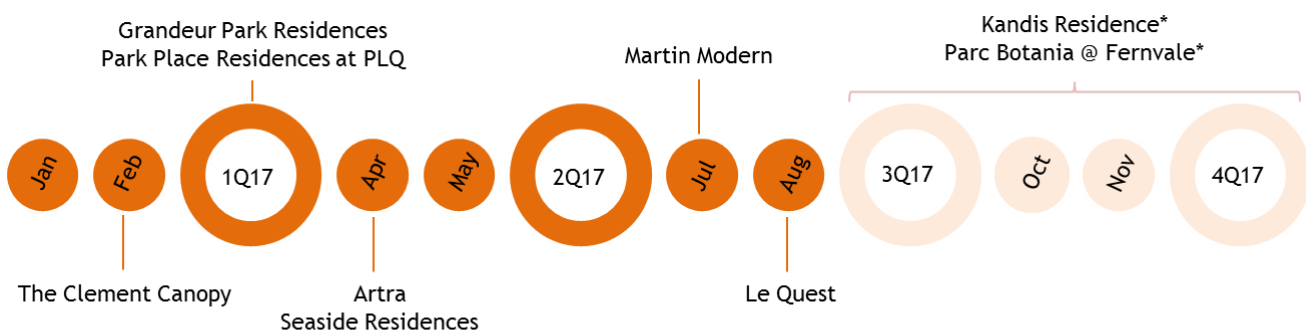 Grandeur Park Residences
Park Place Residences at PLQ
Martin Modern
Kandis Residence*
Parc Botania @ Fernvale*
Jan
Feb
1Q17
Apr
May
2Q17
Jul
Aug
3Q17
Oct
Nov
4Q17
The Clement Canopy
Artra
Seaside Residences
Le Quest